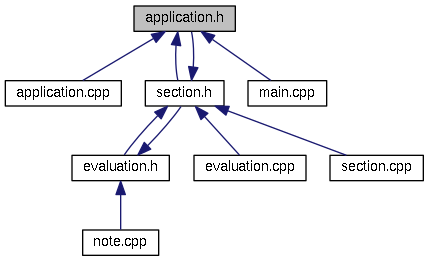 application.h
application.cpp
section.h
main.cpp
evaluation.h
evaluation.cpp
section.cpp
note.cpp